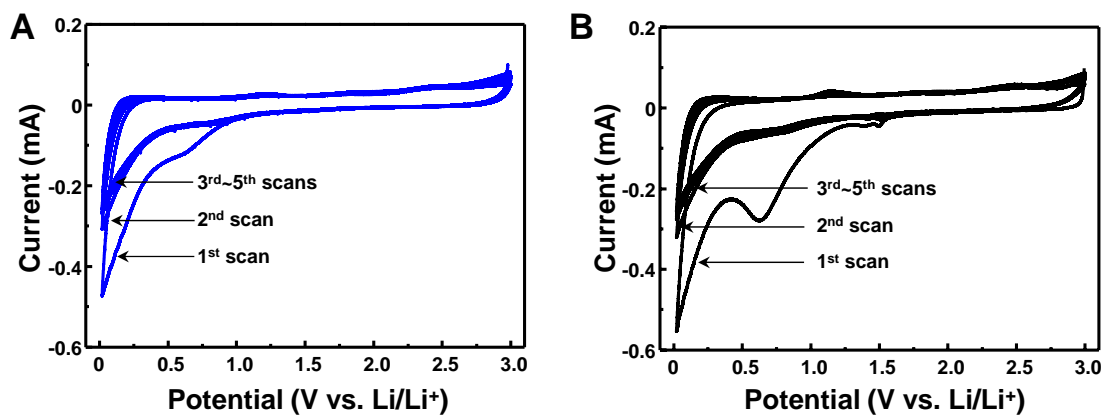 A
0.2
0
-0.2
-0.4
-0.6
Current (mA)
3rd~5th scans
2nd scan
1st scan
0
0.5
1.0
1.5
2.0
2.5
3.0
Potential (V vs. Li/Li+)
B
0.2
0
-0.2
-0.4
-0.6
Current (mA)
3rd~5th scans
2nd scan
1st scan
0
0.5
1.0
1.5
2.0
2.5
3.0
Potential (V vs. Li/Li+)